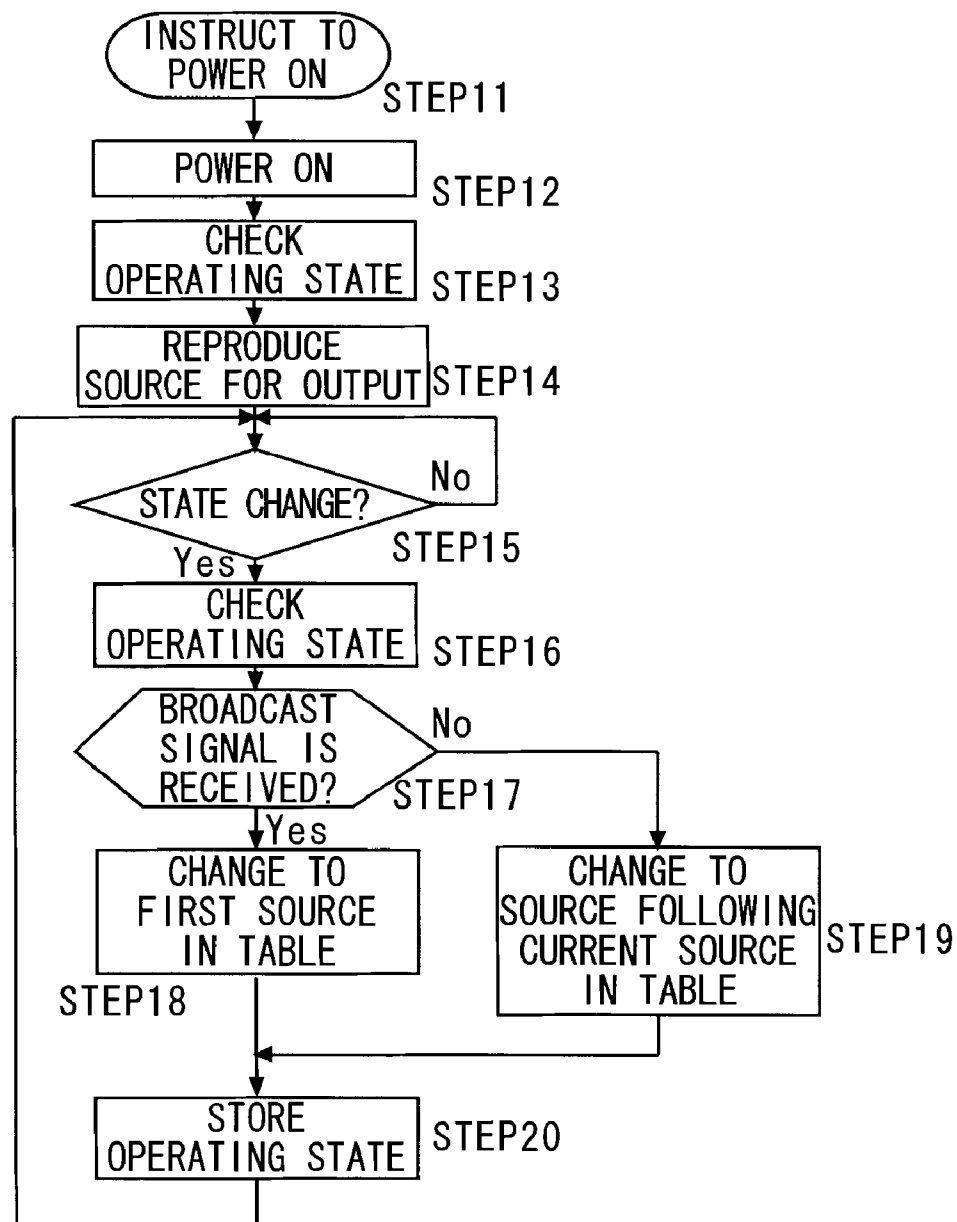 INSTRUCT TO
POWER ON
STEP11
POWER ON
STEP12
CHECK
OPERATING STATE
STEP13
REPRODUCE
SOURCE FOR OUTPUT
STEP14
STATE CHANGE?
No
STEP15
Yes
CHECK
OPERATING STATE
STEP16
BROADCAST
SIGNAL IS
RECEIVED?
No
STEP17
Yes
CHANGE TO
FIRST SOURCE
IN TABLE
STEP18
CHANGE TO
SOURCE FOLLOWING
CURRENT SOURCE
IN TABLE
STEP19
STORE
OPERATING STATE
STEP20